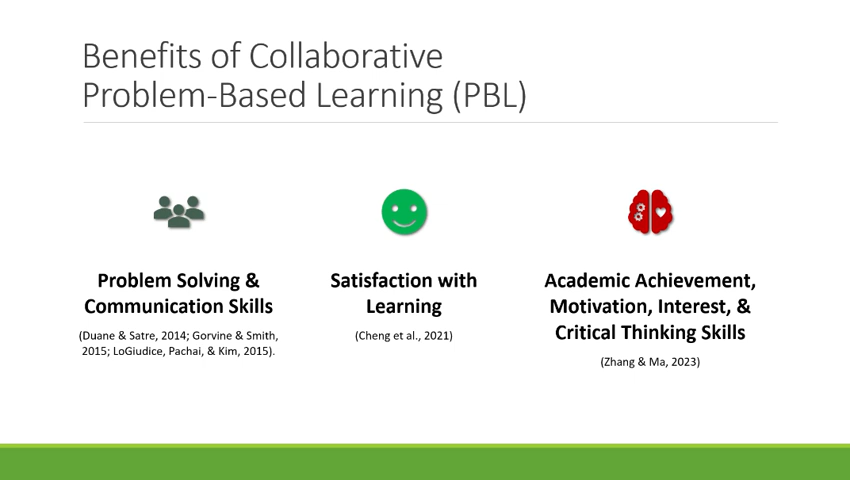 Benefits of Collaborative
Problem-Based Learning (PBL)
Problem Solving &
Communication Skills
(Duane & Satre, 2014; Gorvine & Smith,
2015; LoGiudice, Pachai, & Kim, 2015).
Satisfaction with
Learning
(Cheng et al., 2021)
Academic Achievement,
Motivation, Interest, &
Critical Thinking Skills
(Zhang & Ma, 2023)